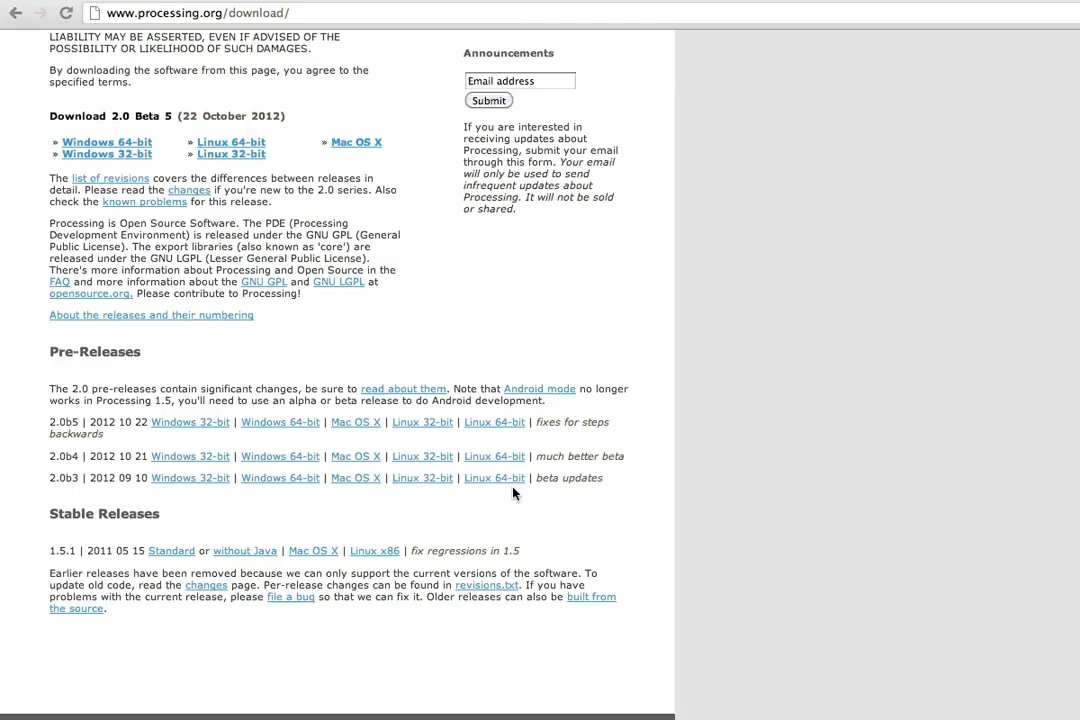 www.processing.org/download/
LIABILITY MAY BE ASSERTED, EVEN IF ADVISED OF THE
POSSIBILITY OR LIKELIHOOD OF SUCH DAMAGES.
By downloading the software from this page, you agree to the
specified terms.
Download 2.0 Beta 5 (22 October 2012)
» Windows 64-bit » Linux 64-bit » Mac OS X
» Windows 32-bit » Linux 32-bit
The list of revisions covers the differences between releases in
detail. Please read the changes if you're new to the 2.0 series. Also
check the known problems for this release.
Processing is Open Source Software. The PDE (Processing
Development Environment) is released under the GNU GPL (General
Public License). The export libraries (also known as 'core') are
released under the GNU LGPL (Lesser General Public License).
There's more information about Processing and Open Source in the
FAQ and more information about the GNU GPL and GNU LGPL at
opensource.org. Please contribute to Processing!
About the releases and their numbering
Announcements
Email address
Submit
If you are interested in
receiving updates about
Processing, submit your email
through this form. Your email
will only be used to send
infrequent updates about
Processing. It will not be sold
or shared.
Pre-Releases
The 2.0 pre-releases contain significant changes, be sure to read about them. Note that Android mode no longer
works in Processing 1.5, you'll need to use an alpha or beta release to do Android development.
2.0b5 | 2012 10 22 Windows 32-bit | Windows 64-bit | Mac OS X | Linux 32-bit | Linux 64-bit | fixes for steps
backwards
2.0b4 | 2012 10 21 Windows 32-bit | Windows 64-bit | Mac OS X | Linux 32-bit | Linux 64-bit | much better beta
2.0b3 | 2012 09 10 Windows 32-bit | Windows 64-bit | Mac OS X | Linux 32-bit | Linux 64-bit | beta updates
Stable Releases
1.5.1 | 2011 05 15 Standard or without Java | Mac OS X | Linux x86 | fix regressions in 1.5
Earlier releases have been removed because we can only support the current versions of the software. To
update old code, read the changes page. Per-release changes can be found in revisions.txt. If you have
problems with the current release, please file a bug so that we can fix it. Older releases can also be built from
the source.